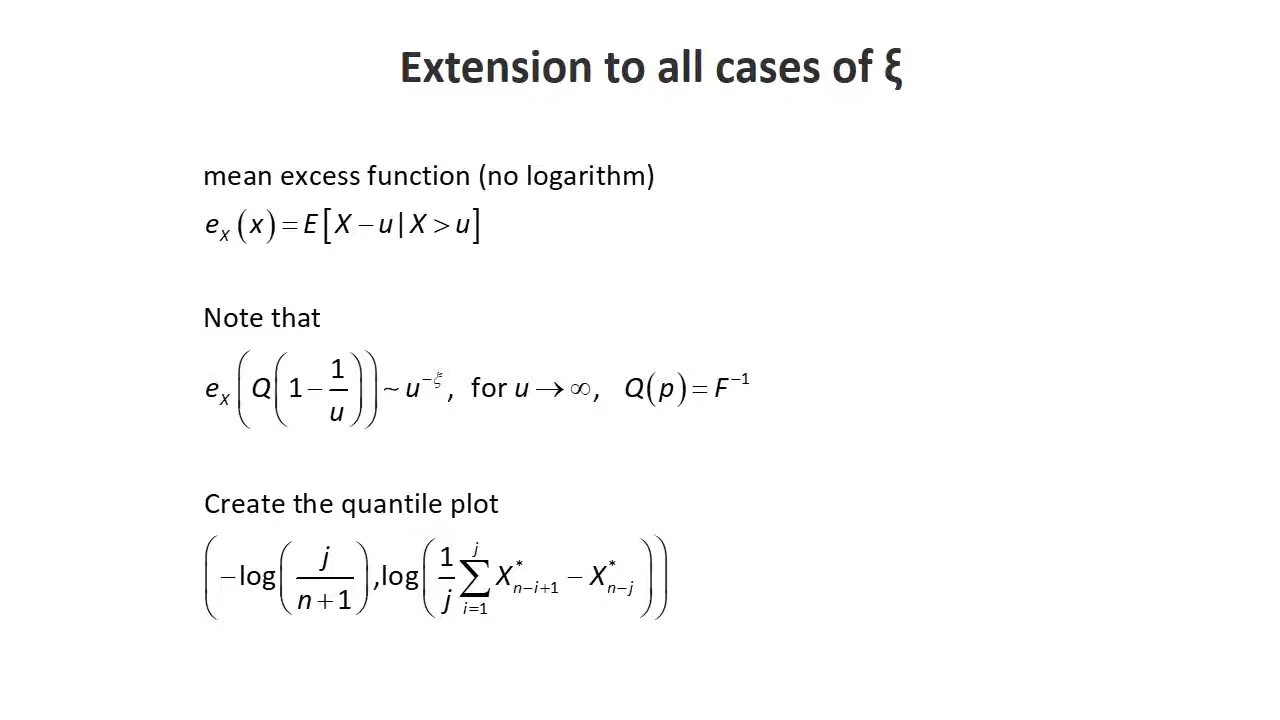 Extension to all cases of ξ
mean excess function (no logarithm)
e_X (x) = E[X − u | X > u]
Note that
e_X (Q(1 − 1/u)) ~ u^{−ξ}, for u → ∞, Q(p) = F^{−1}
Create the quantile plot
(−log(j/(n+1)), log(1/j ∑_{i=1}^{j} X^*_{n−i+1} − X^*_{n−j}))